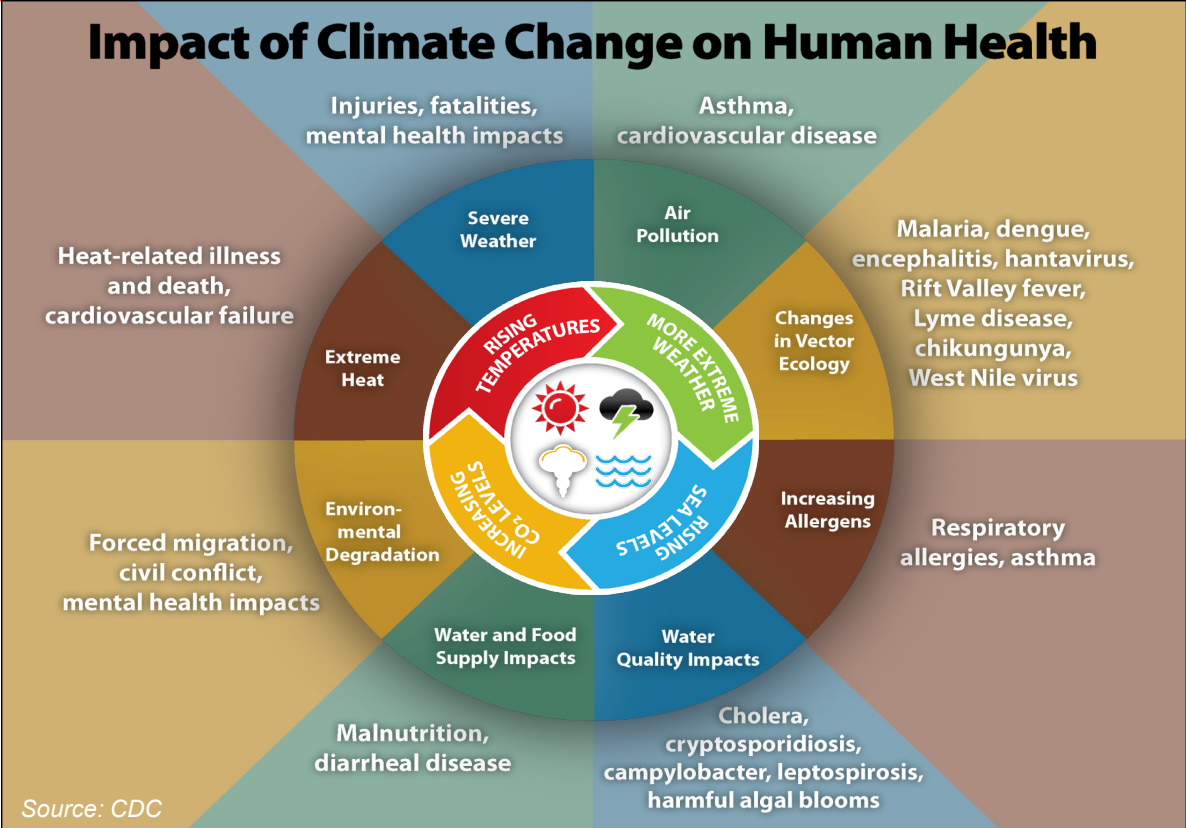 Impact of Climate Change on Human Health
Injuries, fatalities,
mental health impacts
Asthma,
cardiovascular disease
Severe
Weather
Air
Pollution
Heat-related illness
and death,
cardiovascular failure
Extreme
Heat
Changes
in Vector
Ecology
Malaria, dengue,
encephalitis, hantavirus,
Rift Valley fever,
Lyme disease,
chikungunya,
West Nile virus
RISING
TEMPERATURES
MORE EXTREME
WEATHER
RISING
SEA LEVELS
INCREASING
CO₂ LEVELS
Environ-
mental
Degradation
Forced migration,
civil conflict,
mental health impacts
Increasing
Allergens
Respiratory
allergies, asthma
Water and Food
Supply Impacts
Water
Quality Impacts
Malnutrition,
diarrheal disease
Cholera,
cryptosporidiosis,
campylobacter, leptospirosis,
harmful algal blooms
Source: CDC